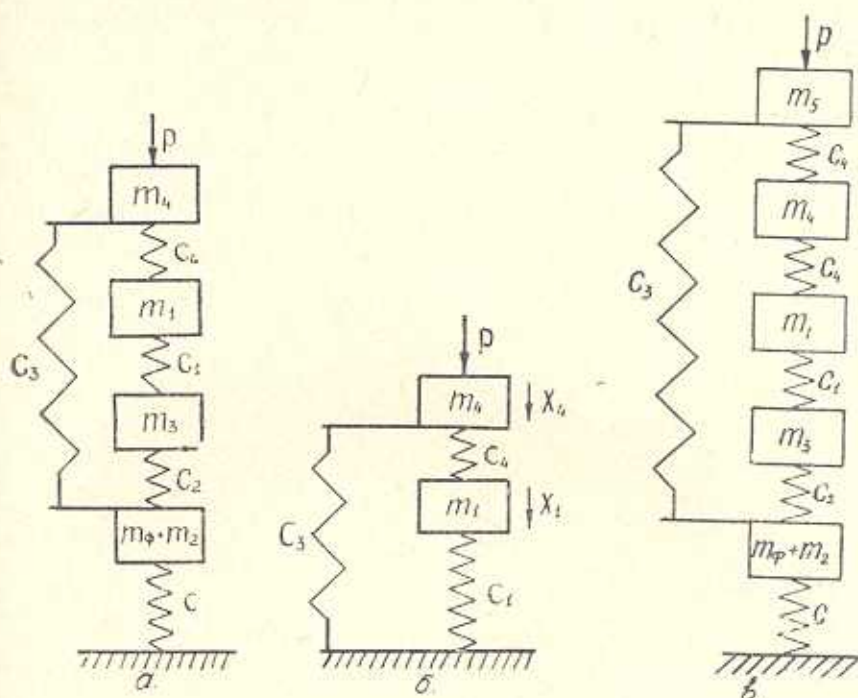 P
m₄
C₄
m₁
C₁
C₃
m₃
C₂
mф+m₂
C
а.
P
m₄
X₄
C₄
m₁
X₁
C₃
C₁
б.
P
m₅
C₄
m₄
C₃
C₄
m₁
C₁
m₃
C₂
mф+m₂
C
в